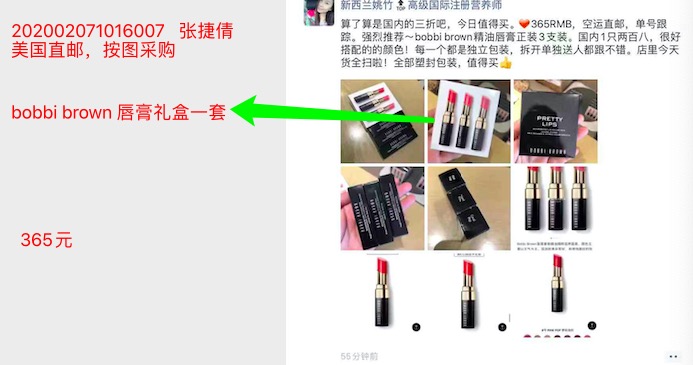 202002071016007 张捷倩
美国直邮，按图采购
bobbi brown 唇膏礼盒一套
365元
新西兰姚竹 高级国际注册营养师
算了算是国内的三折吧，今日值得买。❤️365RMB，空运直邮，单号跟
踪。强烈推荐～bobbi brown精油唇膏正装3支装。国内1只两百八，很好
搭配的的颜色！每一个都是独立包装，拆开单独送人都跟不错。店里今天
货全扫啦！全部塑封包装，值得买👍
PRETTY
LIPS
BOBBI BROWN
55分钟前